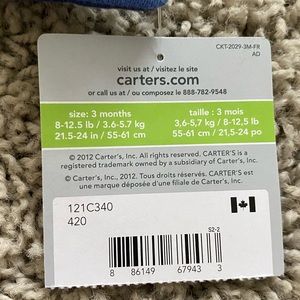 CKT-2029-3M-FR
AD
visit us at / visitez le site
carters.com
or call us at / ou composez le 888-782-9548
size: 3 months
8-12.5 lb / 3.6-5.7 kg
21.5-24 in / 55-61 cm
taille : 3 mois
3,6-5,7 kg / 8-12,5 lb
55-61 cm / 21,5-24 po
© 2012 Carter's, Inc. All rights reserved. CARTER'S is a
registered trademark owned by a subsidiary of Carter's, Inc.
© Carter's, Inc., 2012. Tous droits réservés. CARTER'S est
une marque déposée d'une filiale de Carter's, Inc.
121C340
420
S2-2
8 86149 67943 3